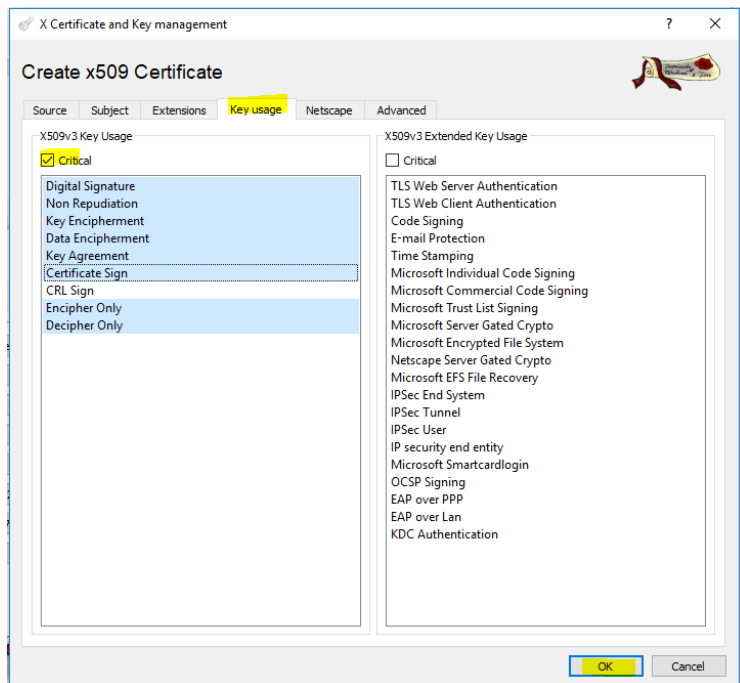 X Certificate and Key management
?
Create x509 Certificate
Source Subject Extensions Key usage Netscape Advanced
X509v3 Key Usage
Critical
Digital Signature
Non Repudiation
Key Encipherment
Data Encipherment
Key Agreement
Certificate Sign
CRL Sign
Encipher Only
Decipher Only
X509v3 Extended Key Usage
Critical
TLS Web Server Authentication
TLS Web Client Authentication
Code Signing
E-mail Protection
Time Stamping
Microsoft Individual Code Signing
Microsoft Commercial Code Signing
Microsoft Trust List Signing
Microsoft Server Gated Crypto
Microsoft Encrypted File System
Netscape Server Gated Crypto
Microsoft EFS File Recovery
IPSec End System
IPSec Tunnel
IPSec User
IP security end entity
Microsoft Smartcardlogin
OCSP Signing
EAP over PPP
EAP over Lan
KDC Authentication
OK Cancel